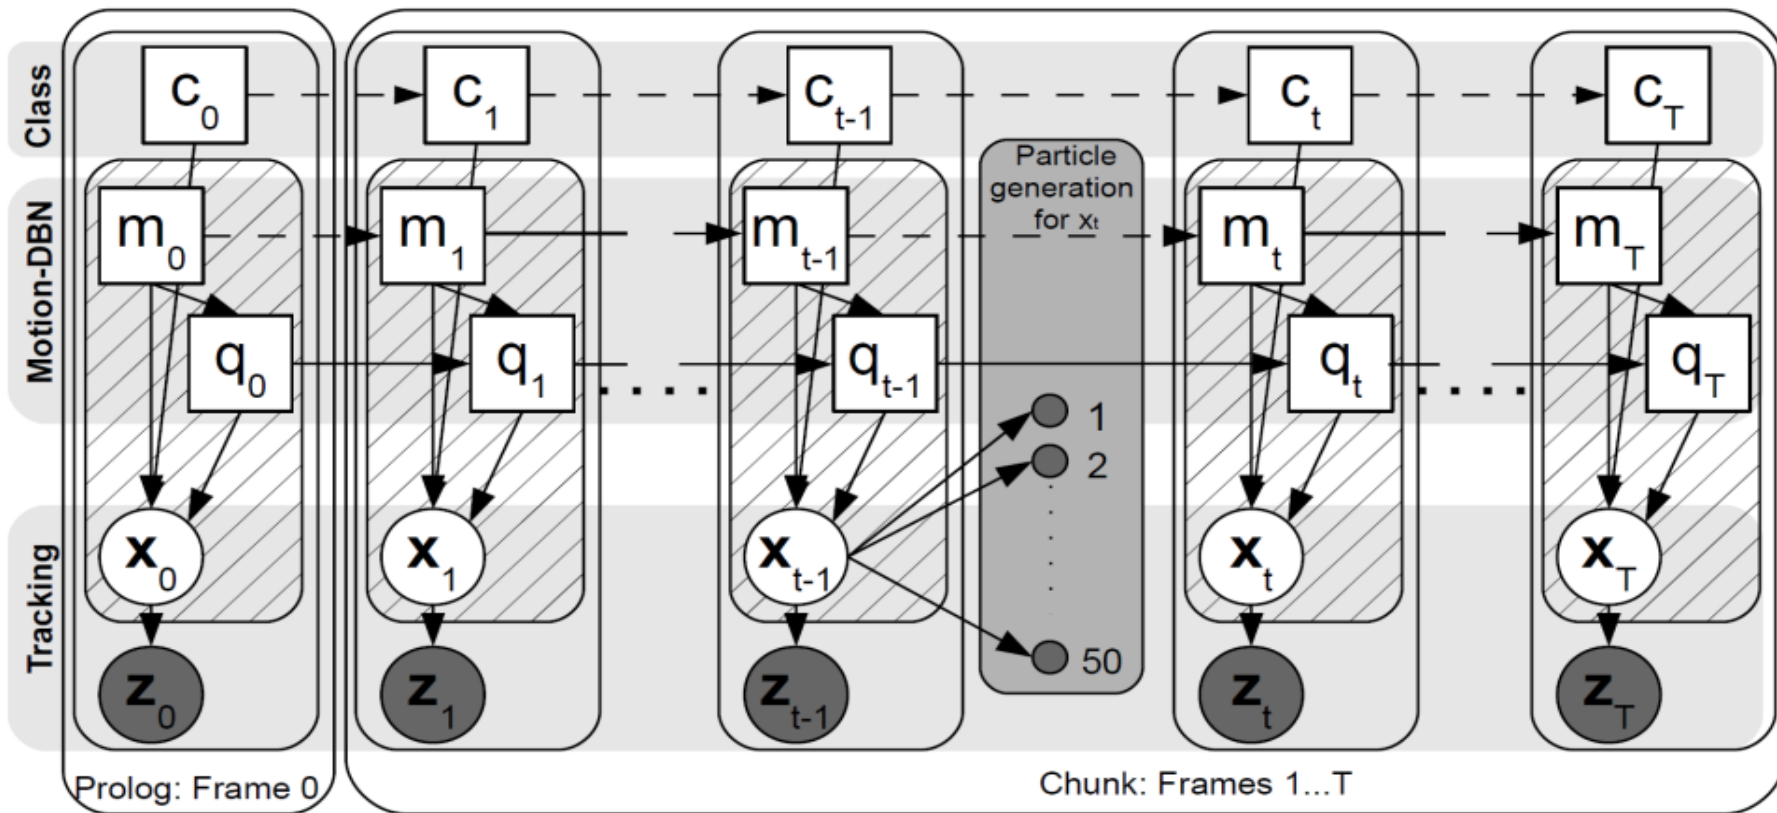 Class
c0
c1
ct-1
ct
cT
Particle
generation
for xt
Motion-DBN
m0
m1
mt-1
mt
mT
q0
q1
qt-1
qt
qT
1
2
50
Tracking
x0
x1
xt-1
xt
xT
z0
z1
zt-1
zt
zT
Prolog: Frame 0
Chunk: Frames 1...T